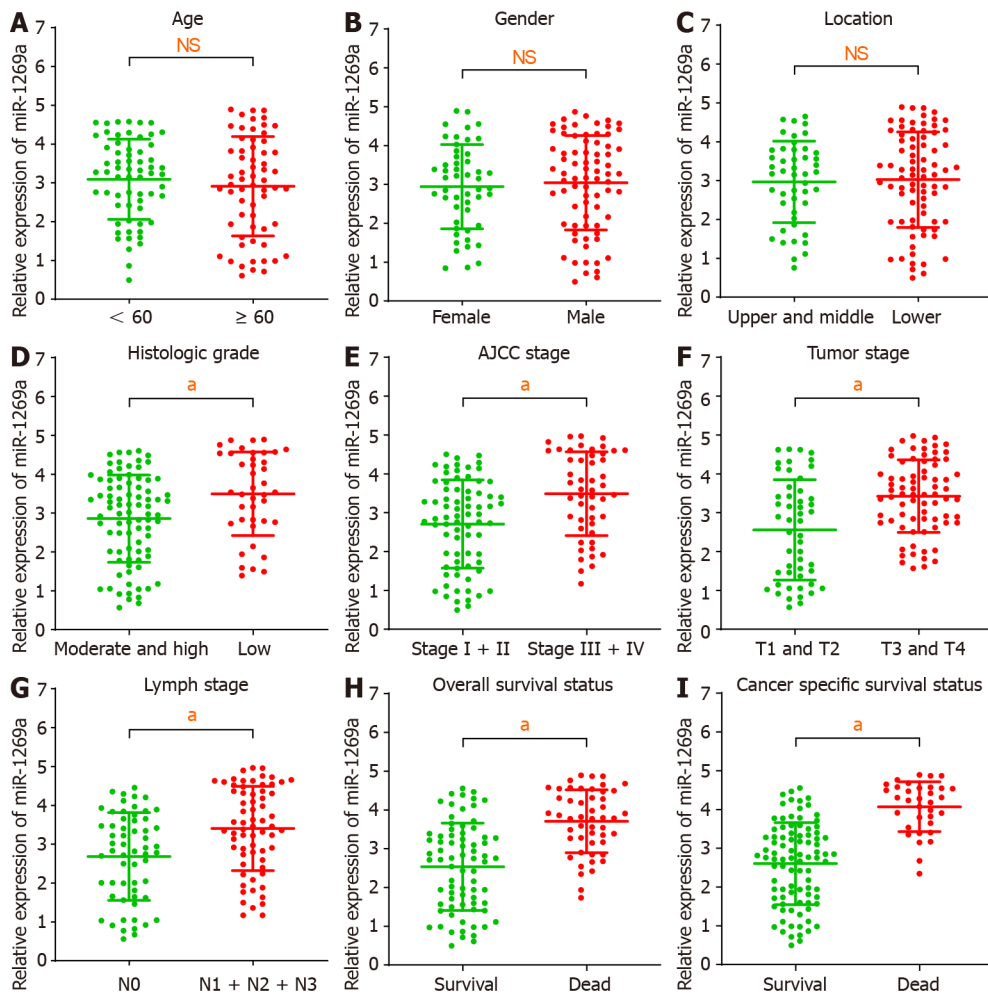 A
Age
Relative expression of miR-1269a
7
6
5
4
3
2
1
0
NS
< 60
≥ 60
B
Gender
Relative expression of miR-1269a
7
6
5
4
3
2
1
0
NS
Female
Male
C
Location
Relative expression of miR-1269a
7
6
5
4
3
2
1
0
NS
Upper and middle
Lower
D
Histologic grade
Relative expression of miR-1269a
7
6
5
4
3
2
1
0
a
Moderate and high
Low
E
AJCC stage
Relative expression of miR-1269a
7
6
5
4
3
2
1
0
a
Stage I + II
Stage III + IV
F
Tumor stage
Relative expression of miR-1269a
7
6
5
4
3
2
1
0
a
T1 and T2
T3 and T4
G
Lymph stage
Relative expression of miR-1269a
7
6
5
4
3
2
1
0
a
N0
N1 + N2 + N3
H
Overall survival status
Relative expression of miR-1269a
7
6
5
4
3
2
1
0
a
Survival
Dead
I
Cancer specific survival status
Relative expression of miR-1269a
7
6
5
4
3
2
1
0
a
Survival
Dead